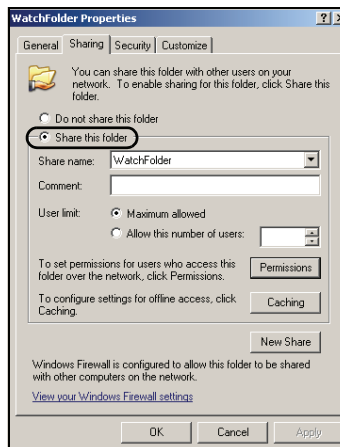 WatchFolder Properties
General Sharing Security Customize
You can share this folder with other users on your
network. To enable sharing for this folder, click Share this
folder.
Do not share this folder
Share this folder
Share name: WatchFolder
Comment:
User limit: Maximum allowed
Allow this number of users:
To set permissions for users who access this
folder over the network, click Permissions.
Permissions
To configure settings for offline access, click
Caching.
Caching
New Share
Windows Firewall is configured to allow this folder to be shared
with other computers on the network.
View your Windows Firewall settings
OK Cancel Apply